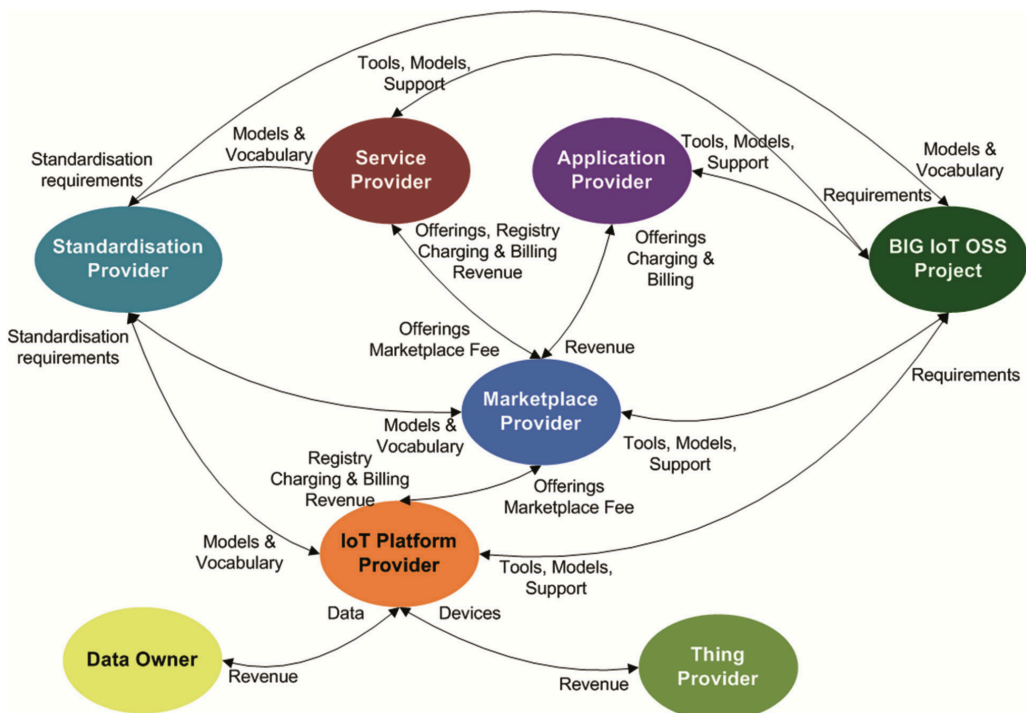 Tools, Models,
Support
Models &
Vocabulary
Service
Provider
Application
Provider
Tools, Models,
Support
Standardisation
requirements
Models &
Vocabulary
Requirements
Standardisation
Provider
Offerings, Registry
Charging & Billing
Revenue
Offerings
Charging &
Billing
BIG IoT OSS
Project
Standardisation
requirements
Offerings
Marketplace Fee
Revenue
Requirements
Marketplace
Provider
Models &
Vocabulary
Tools, Models,
Support
Registry
Charging & Billing
Revenue
Offerings
Marketplace Fee
Models &
Vocabulary
IoT Platform
Provider
Tools, Models,
Support
Data
Devices
Data Owner
Revenue
Revenue
Thing
Provider